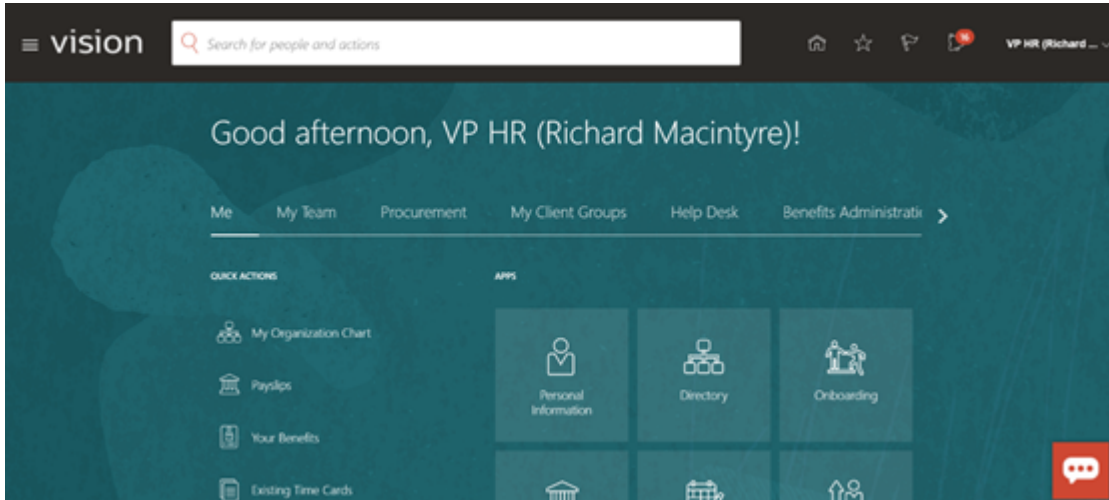 vision
Search for people and actions
16
VP HR (Richard ...
Good afternoon, VP HR (Richard Macintyre)!
Me My Team Procurement My Client Groups Help Desk Benefits Administratic
QUICK ACTIONS
APPS
My Organization Chart
Payslips
Your Benefits
Existing Time Cards
Personal
Information
Directory
Onboarding